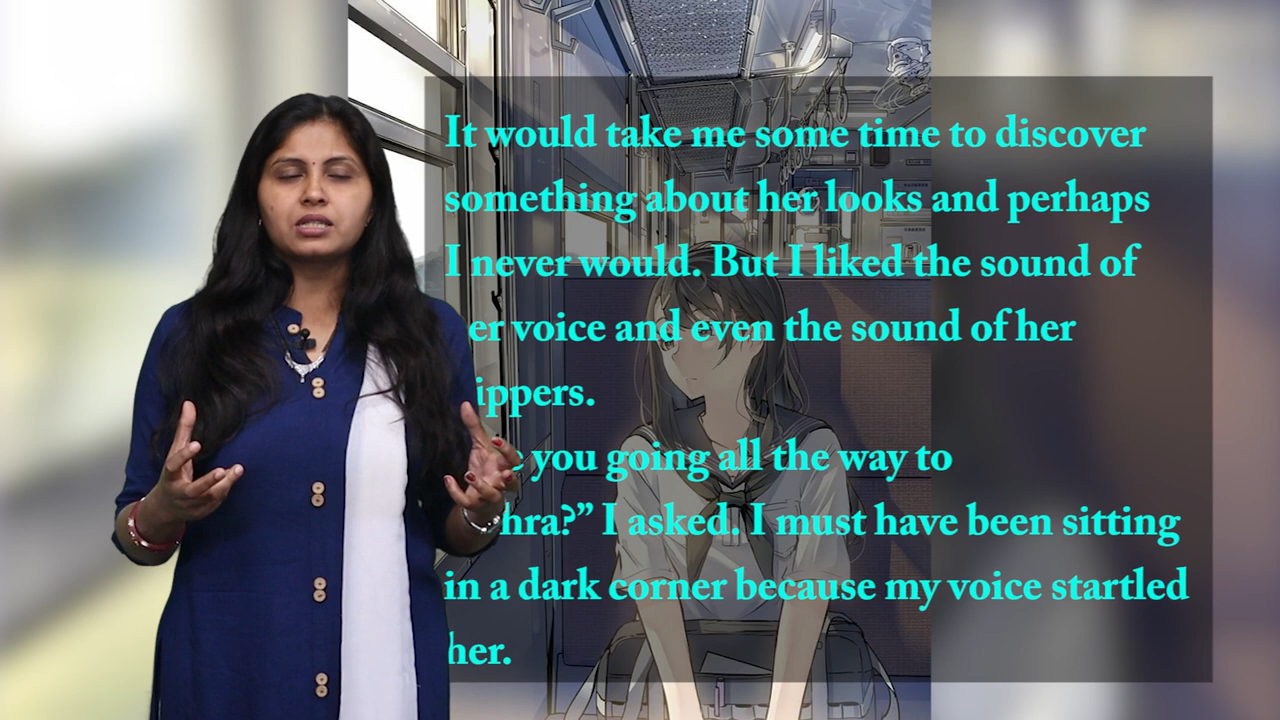 It would take me some time to discover
something about her looks and perhaps
I never would. But I liked the sound of
er voice and even the sound of her
ippers.
you going all the way to
hra?” I asked. I must have been sitting
in a dark corner because my voice startled
her.